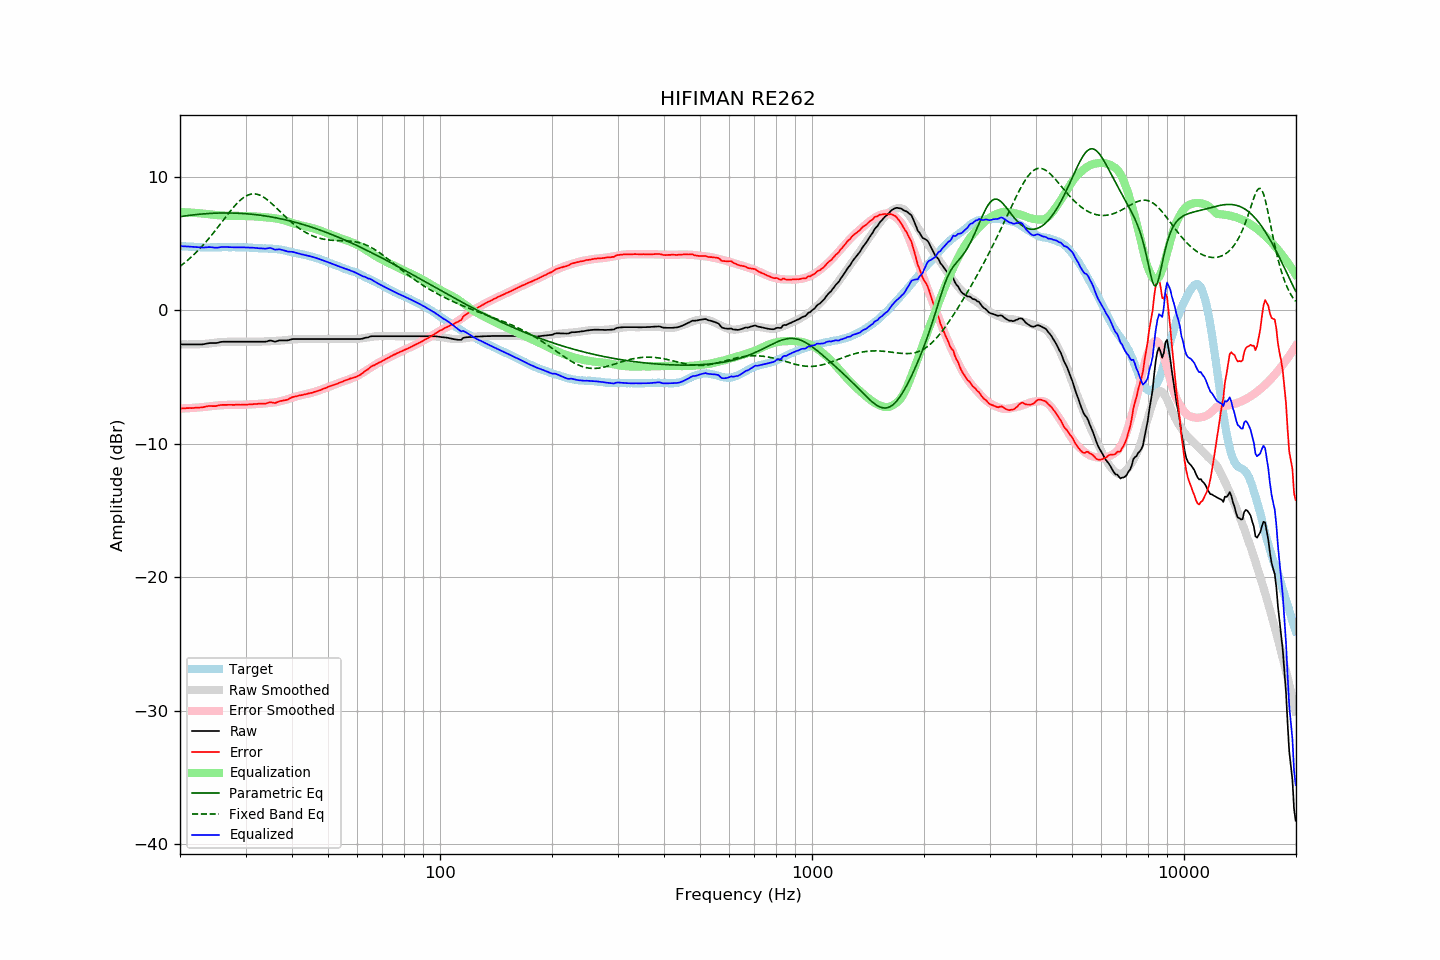 HIFIMAN RE262
Amplitude (dBr)
10
0
−10
−20
−30
−40
Target
Raw Smoothed
Error Smoothed
Raw
Error
Equalization
Parametric Eq
Fixed Band Eq
Equalized
100 1000 10000
Frequency (Hz)